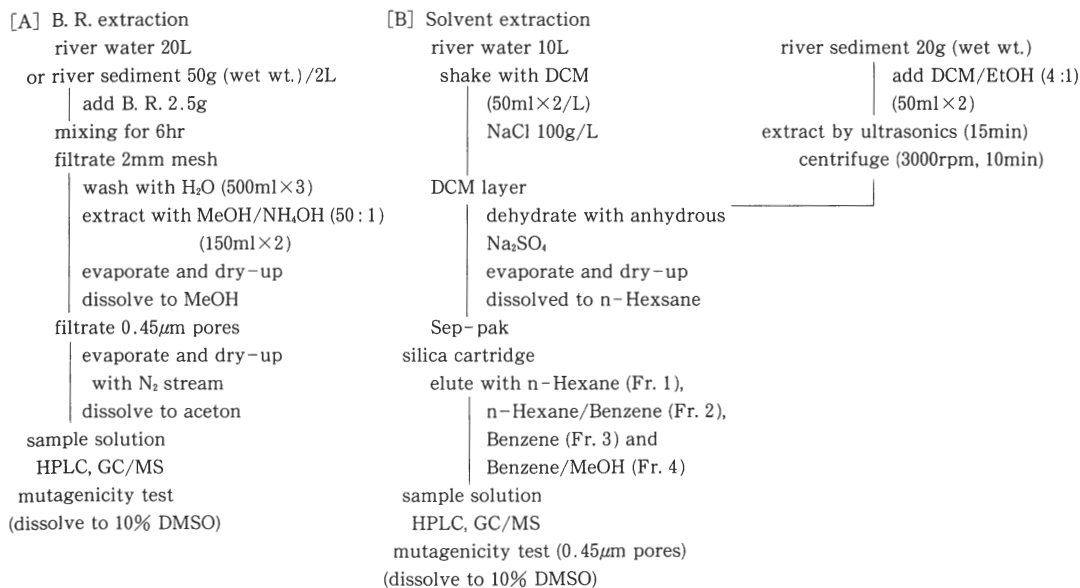 [A] B. R. extraction
river water 20L
or river sediment 50g (wet wt.)/2L
add B. R. 2.5g
mixing for 6hr
filtrate 2mm mesh
wash with H₂O (500ml×3)
extract with MeOH/NH₄OH (50 : 1)
(150ml×2)
evaporate and dry-up
dissolve to MeOH
filtrate 0.45μm pores
evaporate and dry-up
with N₂ stream
dissolve to aceton
sample solution
HPLC, GC/MS
mutagenicity test
(dissolve to 10% DMSO)
[B] Solvent extraction
river water 10L
shake with DCM
(50ml×2/L)
NaCl 100g/L
DCM layer
dehydrate with anhydrous
Na₂SO₄
evaporate and dry-up
dissolved to n-Hexsane
Sep-pak
silica cartridge
elute with n-Hexane (Fr. 1),
n-Hexane/Benzene (Fr. 2),
Benzene (Fr. 3) and
Benzene/MeOH (Fr. 4)
sample solution
HPLC, GC/MS
mutagenicity test (0.45μm pores)
(dissolve to 10% DMSO)
river sediment 20g (wet wt.)
add DCM/EtOH (4 : 1)
(50ml×2)
extract by ultrasonics (15min)
centrifuge (3000rpm, 10min)